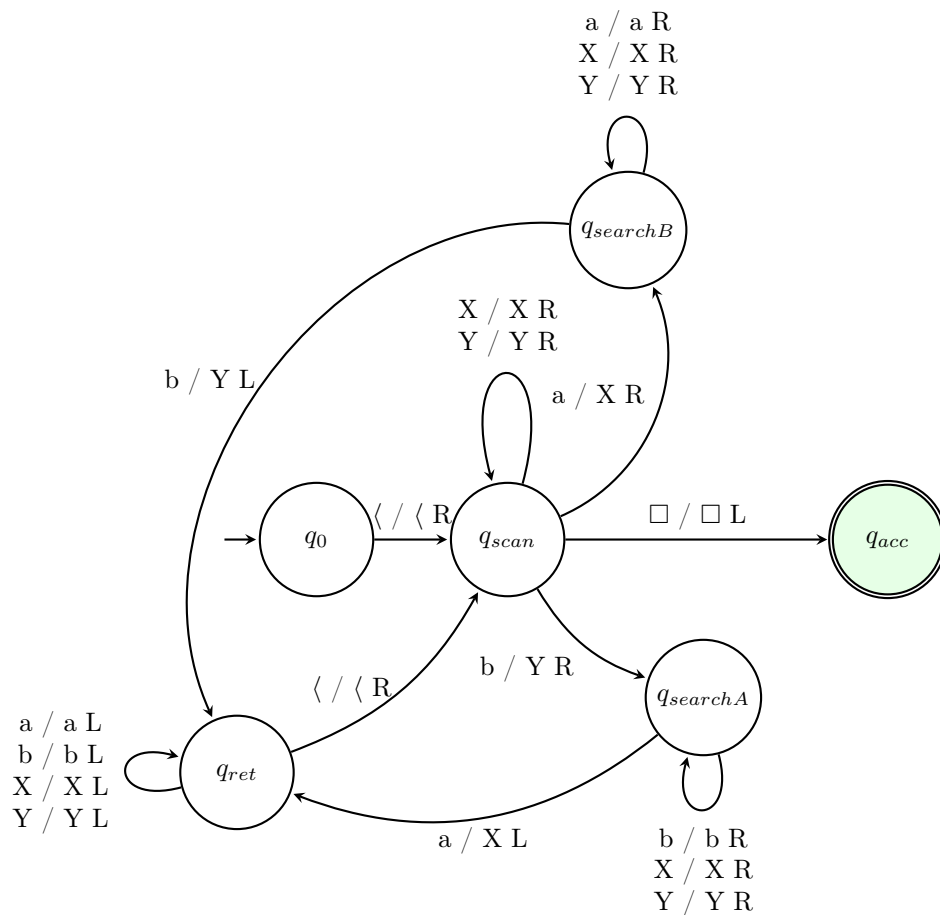 a / a R
X / X R
Y / Y R
q_searchB
X / X R
Y / Y R
b / Y L
a / X R
q_0
⟨ / ⟨ R
q_scan
□ / □ L
q_acc
b / Y R
⟨ / ⟨ R
q_searchA
a / a L
b / b L
X / X L
Y / Y L
q_ret
a / X L
b / b R
X / X R
Y / Y R